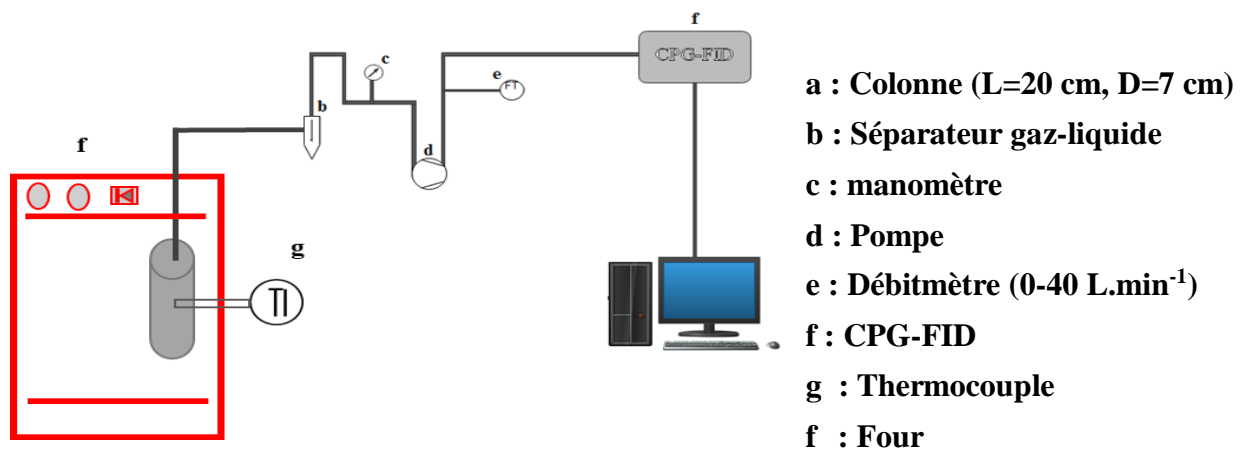 f
CPG-FID
c
e
FT
b
d
f
g
TI
a : Colonne (L=20 cm, D=7 cm)
b : Séparateur gaz-liquide
c : manomètre
d : Pompe
e : Débitmètre (0-40 L.min⁻¹)
f : CPG-FID
g : Thermocouple
f : Four